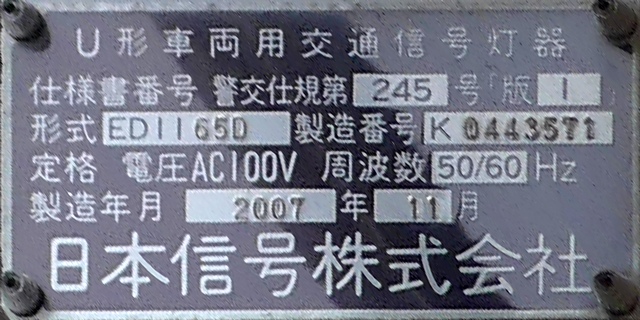 U形車両用交通信号灯器
仕様書番号 警交仕規第 245 号「版 1」
形式 ED1165D 製造番号 K 0443571
定格 電圧AC100V 周波数 50/60 Hz
製造年月 2007 年 11 月
日本信号株式会社